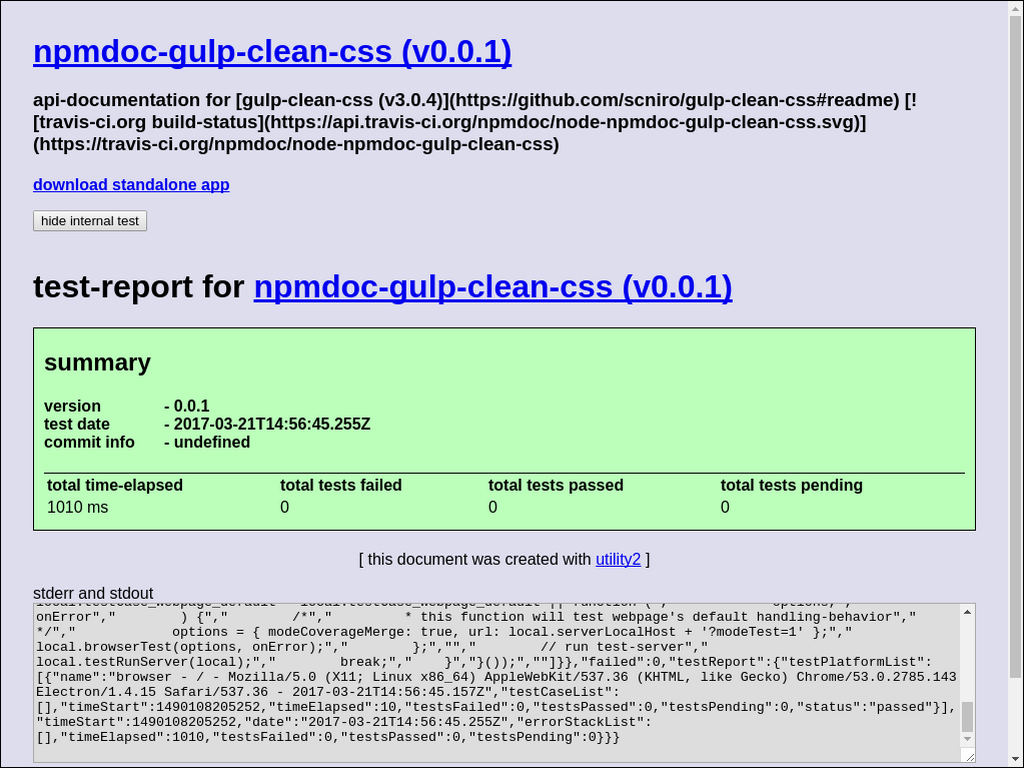 npmdoc-gulp-clean-css (v0.0.1)
api-documentation for [gulp-clean-css (v3.0.4)](https://github.com/scniro/gulp-clean-css#readme) [!
[travis-ci.org build-status](https://api.travis-ci.org/npmdoc/node-npmdoc-gulp-clean-css.svg)]
(https://travis-ci.org/npmdoc/node-npmdoc-gulp-clean-css)
download standalone app
hide internal test
test-report for npmdoc-gulp-clean-css (v0.0.1)
summary
version - 0.0.1
test date - 2017-03-21T14:56:45.255Z
commit info - undefined
total time-elapsed total tests failed total tests passed total tests pending
1010 ms 0 0 0
[ this document was created with utility2 ]
stderr and stdout
local.testCase_webpage_default = local.testCase_webpage_default || function (","            options,","
onError","        ) {","        /*","         * this function will test webpage's default handling-behavior","
*/","            options = { modeCoverageMerge: true, url: local.serverLocalHost + '?modeTest=1' };","
local.browserTest(options, onError);","        };","","        // run test-server","
local.testRunServer(local);","        break;","    }","}());",""]}},"failed":0,"testReport":{"testPlatformList":
[{"name":"browser - / - Mozilla/5.0 (X11; Linux x86_64) AppleWebKit/537.36 (KHTML, like Gecko) Chrome/53.0.2785.143
Electron/1.4.15 Safari/537.36 - 2017-03-21T14:56:45.157Z","testCaseList":
[],"timeStart":1490108205252,"timeElapsed":10,"testsFailed":0,"testsPassed":0,"testsPending":0,"status":"passed"}],
"timeStart":1490108205252,"date":"2017-03-21T14:56:45.255Z","errorStackList":
[],"timeElapsed":1010,"testsFailed":0,"testsPassed":0,"testsPending":0}}}